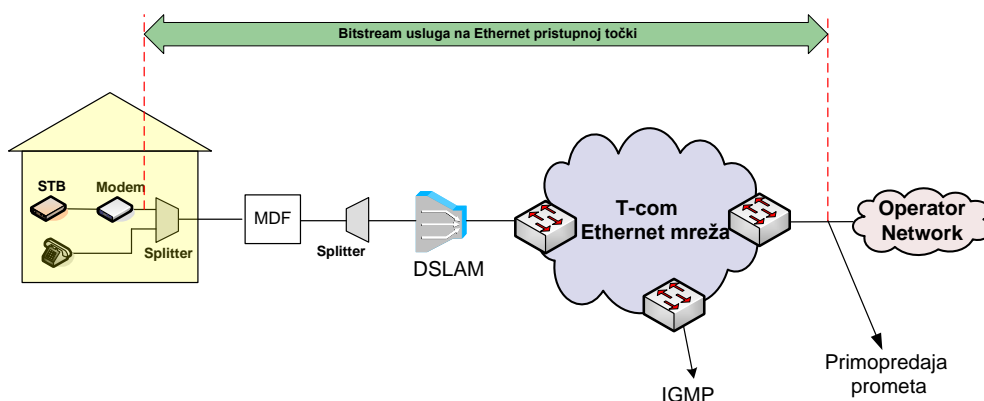 Bitstream usluga na Ethernet pristupnoj točki
STB
Modem
Splitter
MDF
Splitter
DSLAM
T-com
Ethernet mreža
IGMP
Operator
Network
Primopredaja
prometa